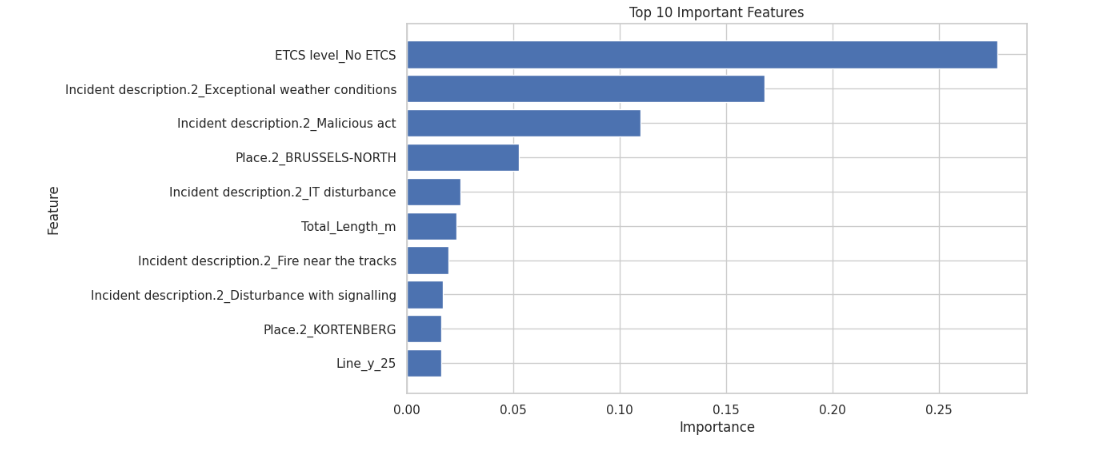 Top 10 Important Features
Feature
ETCS level_No ETCS
Incident description.2_Exceptional weather conditions
Incident description.2_Malicious act
Place.2_BRUSSELS-NORTH
Incident description.2_IT disturbance
Total_Length_m
Incident description.2_Fire near the tracks
Incident description.2_Disturbance with signalling
Place.2_KORTENBERG
Line_y_25
0.00 0.05 0.10 0.15 0.20 0.25
Importance